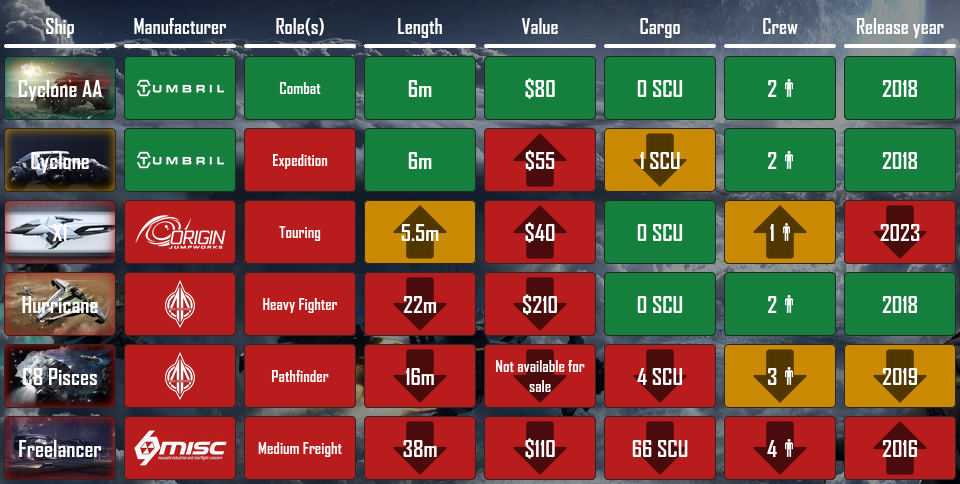 Ship Manufacturer Role(s) Length Value Cargo Crew Release year
Cyclone AA TUMBRIL Combat 6m $80 0 SCU 2 2018
Cyclone TUMBRIL Expedition 6m $55 1 SCU 2 2018
X1 ORIGIN JUMPWORKS Touring 5.5m $40 0 SCU 1 2023
Hurricane Heavy Fighter 22m $210 0 SCU 2 2018
C8 Pisces Pathfinder 16m Not available for sale 4 SCU 3 2019
Freelancer MISC Medium Freight 38m $110 66 SCU 4 2016